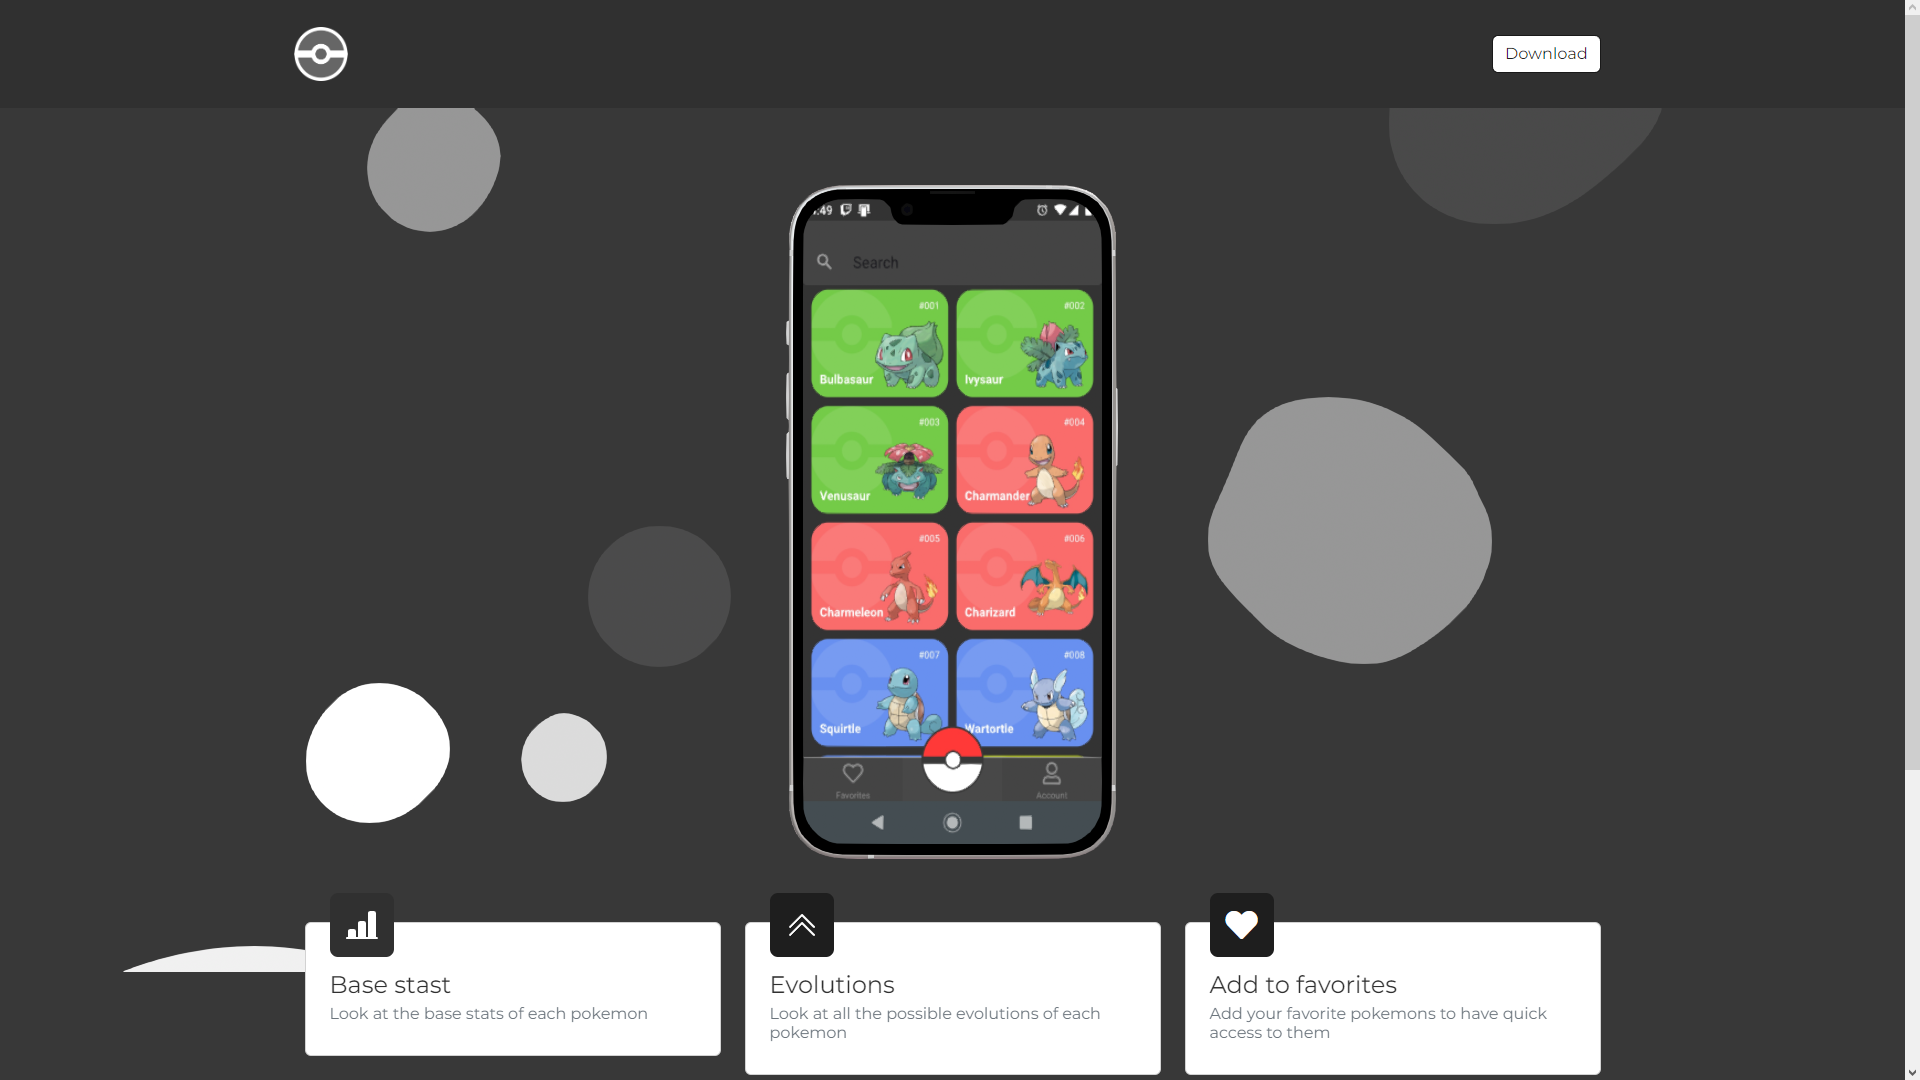 Download
:49
Search
#001
Bulbasaur
#002
Ivysaur
#003
Venusaur
#004
Charmander
#005
Charmeleon
#006
Charizard
#007
Squirtle
#008
Wartortle
Favorites
Account
Base stast
Look at the base stats of each pokemon
Evolutions
Look at all the possible evolutions of each
pokemon
Add to favorites
Add your favorite pokemons to have quick
access to them